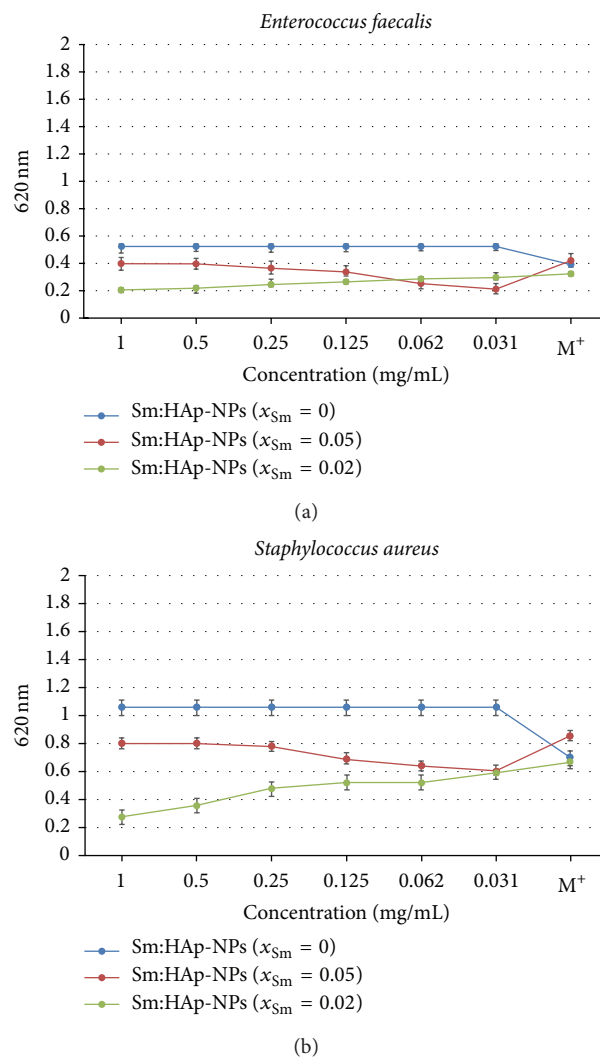 Enterococcus faecalis
2
1.8
1.6
1.4
1.2
1
0.8
0.6
0.4
0.2
0
620 nm
1 0.5 0.25 0.125 0.062 0.031 M⁺
Concentration (mg/mL)
Sm:HAp-NPs (xSm = 0)
Sm:HAp-NPs (xSm = 0.05)
Sm:HAp-NPs (xSm = 0.02)
(a)
Staphylococcus aureus
2
1.8
1.6
1.4
1.2
1
0.8
0.6
0.4
0.2
0
620 nm
1 0.5 0.25 0.125 0.062 0.031 M⁺
Concentration (mg/mL)
Sm:HAp-NPs (xSm = 0)
Sm:HAp-NPs (xSm = 0.05)
Sm:HAp-NPs (xSm = 0.02)
(b)